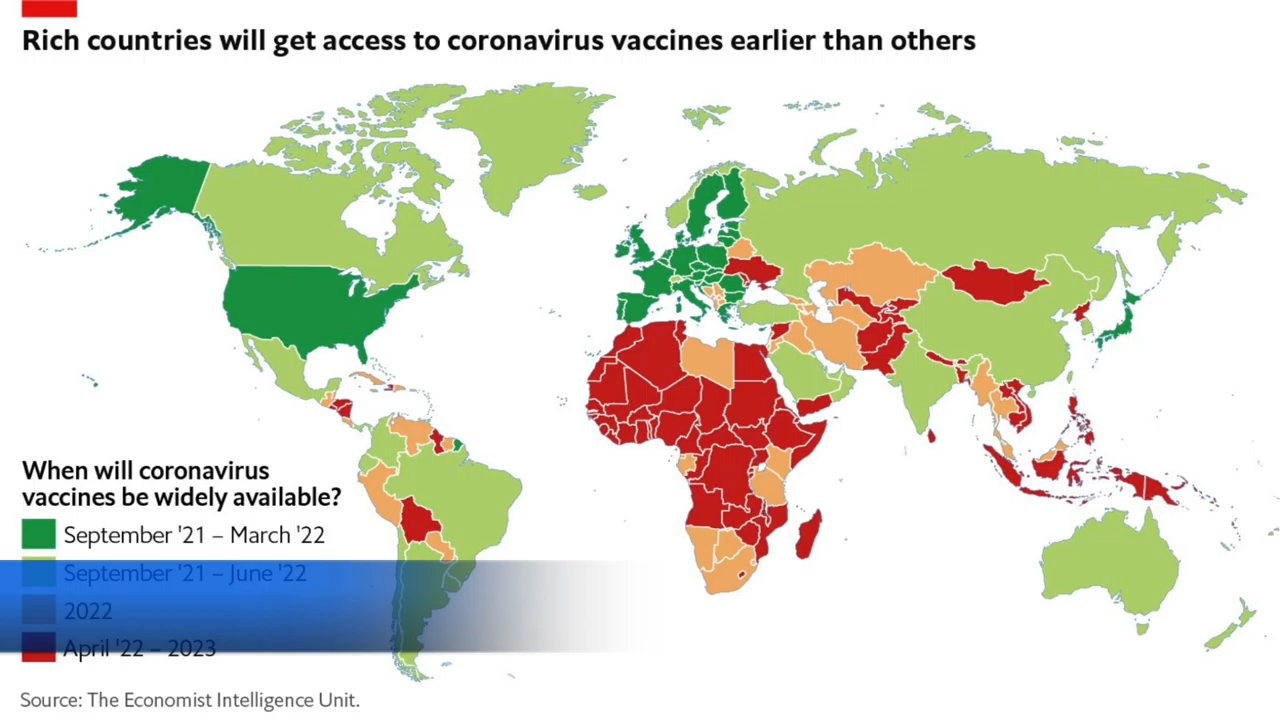 Rich countries will get access to coronavirus vaccines earlier than others
When will coronavirus
vaccines be widely available?
September '21 – March '22
September '21 – June '22
2022
April '22 – 2023
Source: The Economist Intelligence Unit.